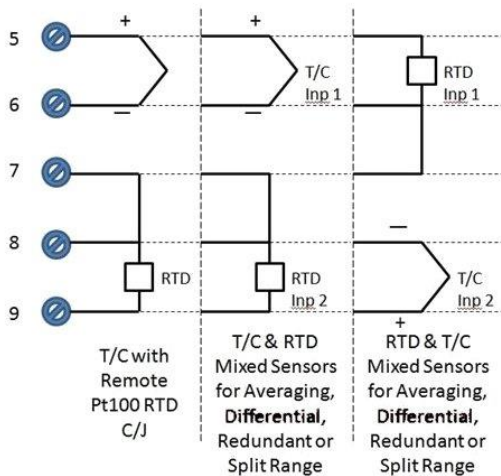 5
+
+
RTD
Inp 1
T/C
Inp 1
6
−
−
7
8
−
RTD
RTD
Inp 2
T/C
Inp 2
9
+
T/C with
Remote
Pt100 RTD
C/J
T/C & RTD
Mixed Sensors
for Averaging,
Differential,
Redundant or
Split Range
RTD & T/C
Mixed Sensors
for Averaging,
Differential,
Redundant or
Split Range